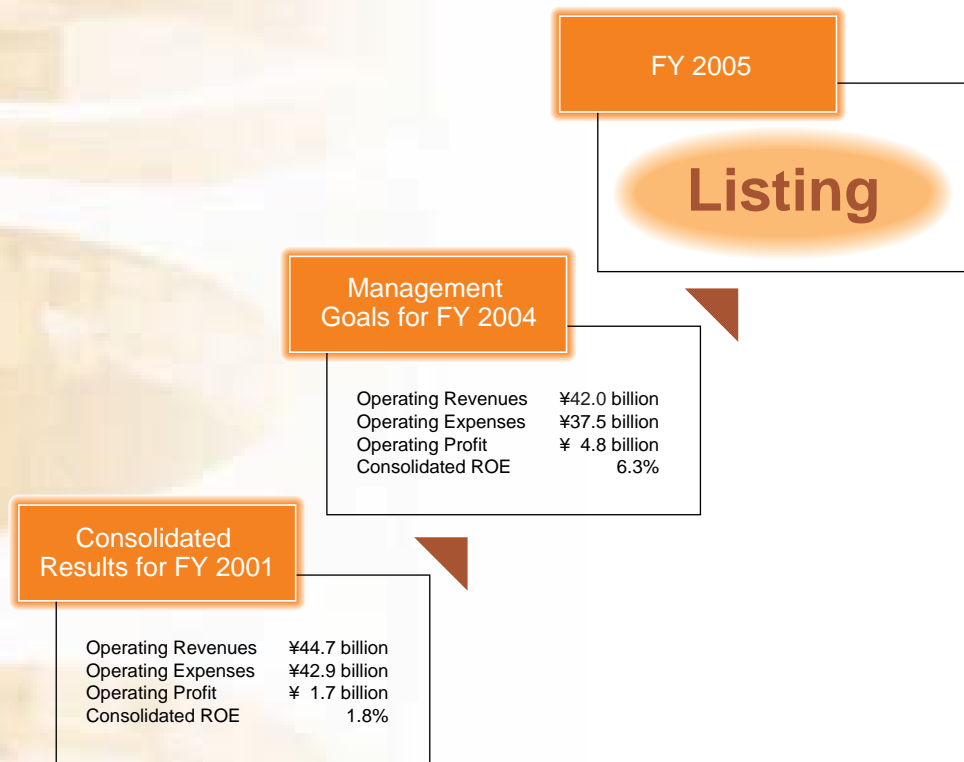 FY 2005
Listing
Management
Goals for FY 2004
Operating Revenues ¥42.0 billion
Operating Expenses ¥37.5 billion
Operating Profit ¥ 4.8 billion
Consolidated ROE 6.3%
Consolidated
Results for FY 2001
Operating Revenues ¥44.7 billion
Operating Expenses ¥42.9 billion
Operating Profit ¥ 1.7 billion
Consolidated ROE 1.8%